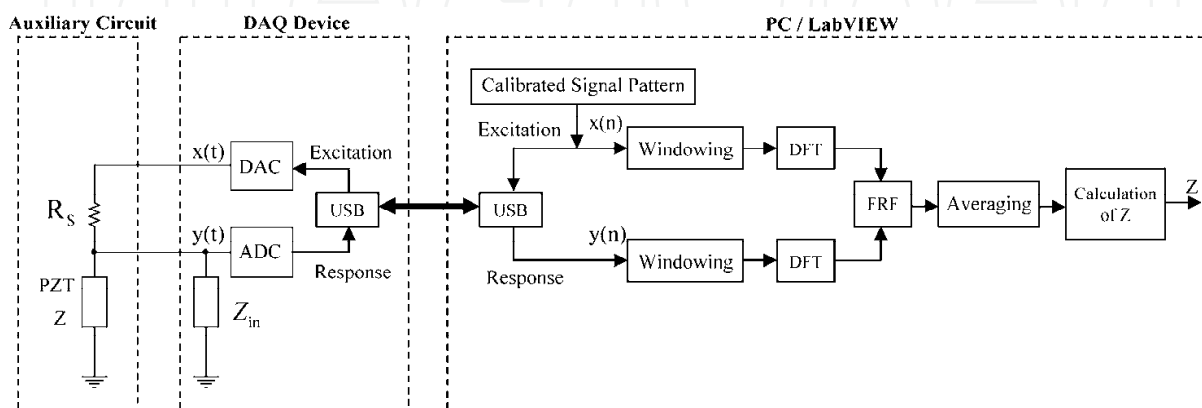 Auxiliary Circuit
DAQ Device
PC / LabVIEW
Calibrated Signal Pattern
x(n)
Excitation
Windowing
DFT
x(t)
DAC
Excitation
R_S
USB
USB
FRF
Averaging
Calculation
of Z
Z
y(t)
ADC
Response
y(n)
Response
Windowing
DFT
PZT
Z
Z_in